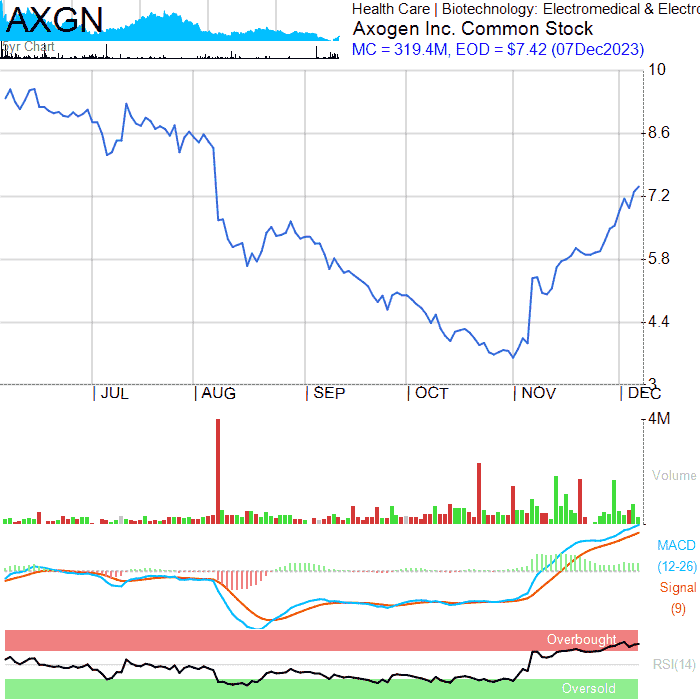 AXGN
5yr Chart
Health Care | Biotechnology: Electromedical & Electro
Axogen Inc. Common Stock
MC = 319.4M, EOD = $7.42 (07Dec2023)
10
8.6
7.2
5.8
4.4
3
JUL AUG SEP OCT NOV DEC
4M
Volume
MACD
(12-26)
Signal
(9)
Overbought
RSI(14)
Oversold